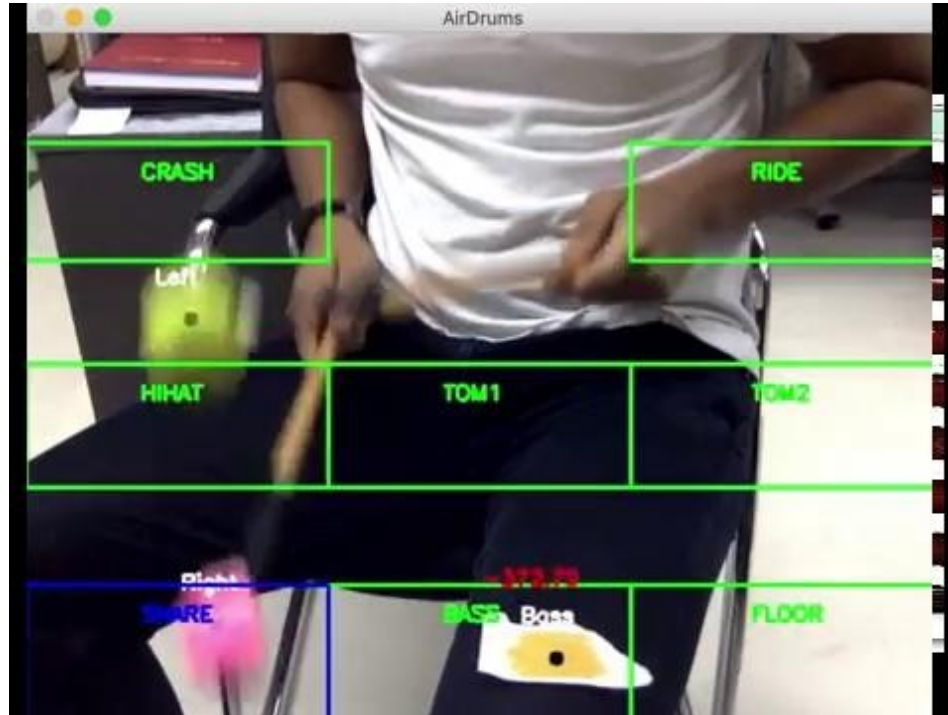 AirDrums
CRASH
RIDE
Left
HIHAT
TOM1
TOM2
Right
SNARE
BASS
Bass
FLOOR